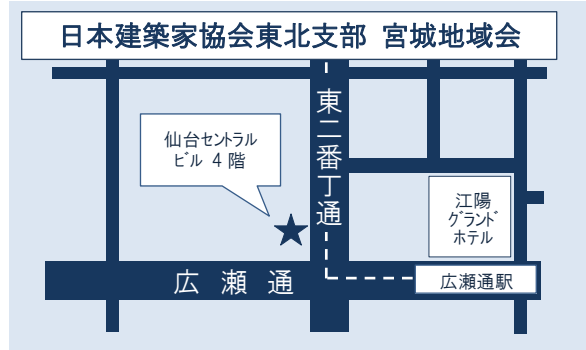 日本建築家協会東北支部 宮城地域会
東二番丁通
仙台セントラル
ビル 4 階
江陽
グランド
ホテル
広瀬通
広瀬通駅